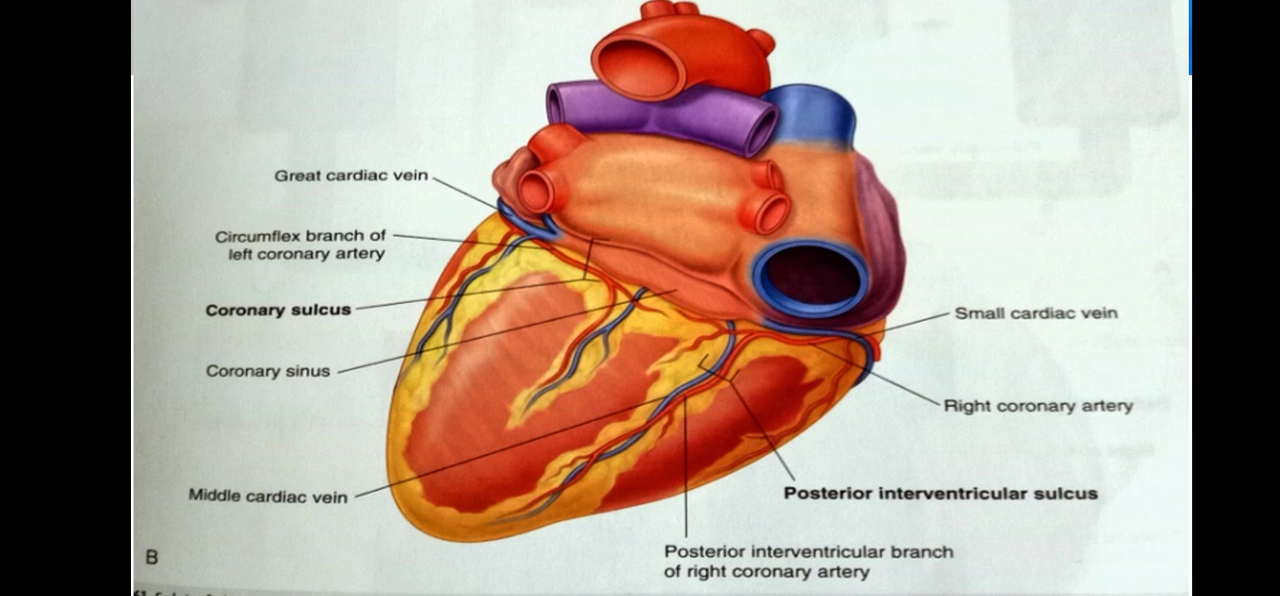 Great cardiac vein
Circumflex branch of
left coronary artery
Coronary sulcus
Coronary sinus
Middle cardiac vein
Small cardiac vein
Right coronary artery
Posterior interventricular sulcus
Posterior interventricular branch
of right coronary artery
B